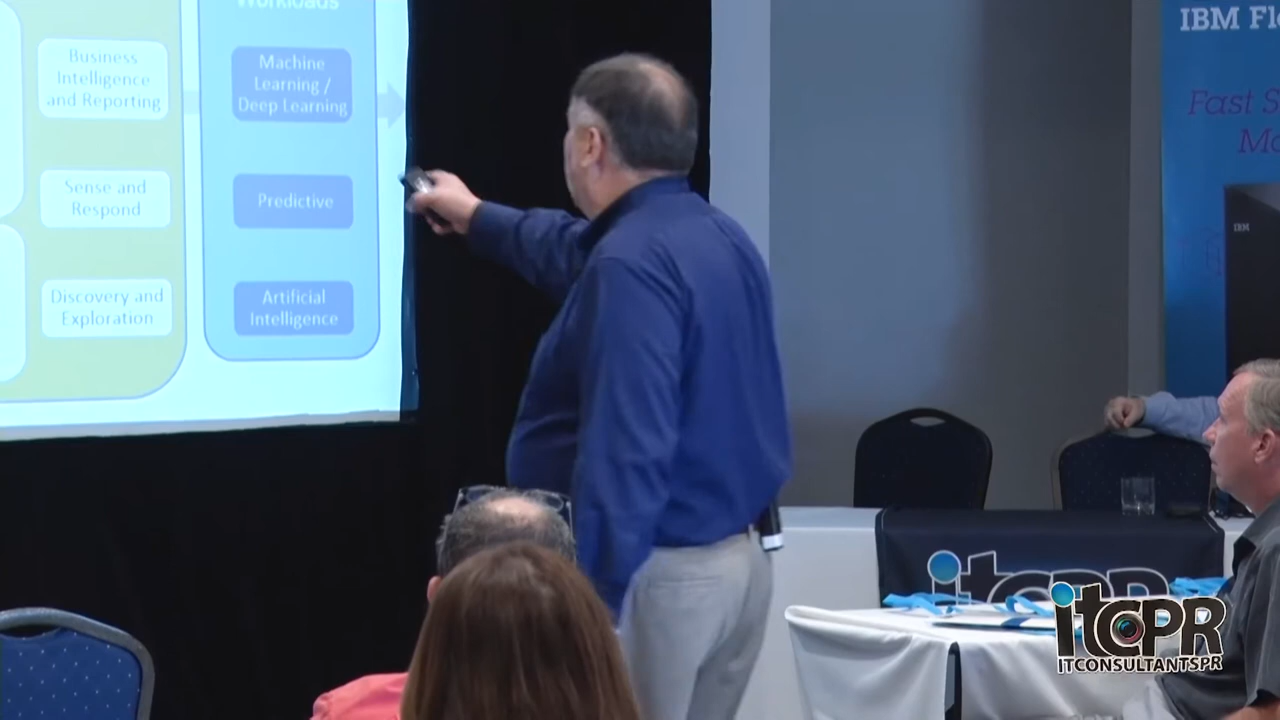 Workloads
Business
Intelligence
and Reporting
Machine
Learning /
Deep Learning
Sense and
Respond
Predictive
Discovery and
Exploration
Artificial
Intelligence
IBM
Fast
IBM
itCPR
itCPR
ITCONSULTANTSPR